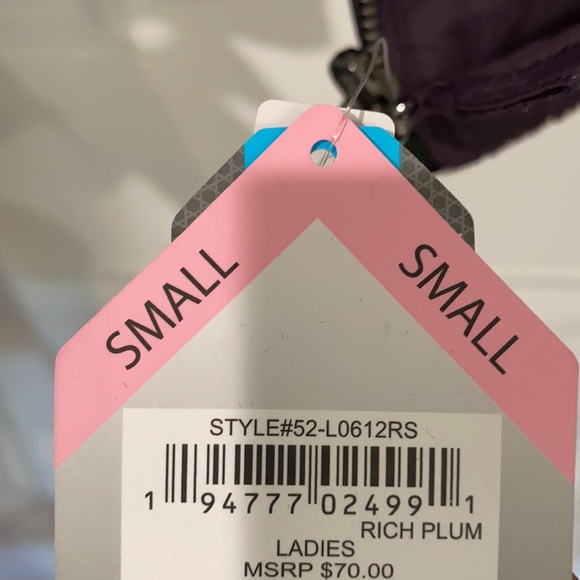 SMALL
SMALL
STYLE#52-L0612RS
1 94777 02499 1
RICH PLUM
LADIES
MSRP $70.00